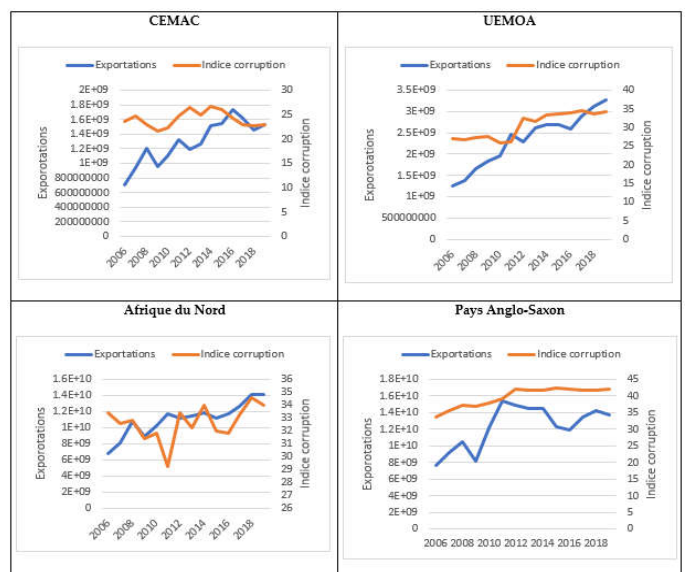 CEMAC
Exportations Indice corruption
2E+09
1.8E+09
1.6E+09
1.4E+09
1.2E+09
1E+09
800000000
600000000
400000000
200000000
0
Exporotations
30
25
20
15
10
5
0
Indice corruption
2006 2008 2010 2012 2014 2016 2018
UEMOA
Exportations Indice corruption
3.5E+09
3E+09
2.5E+09
2E+09
1.5E+09
1E+09
500000000
0
Exporotations
40
35
30
25
20
15
10
5
0
Indice corruption
2006 2008 2010 2012 2014 2016 2018
Afrique du Nord
Exportations Indice corruption
1.6E+10
1.4E+10
1.2E+10
1E+10
8E+09
6E+09
4E+09
2E+09
0
Exporotations
36
35
34
33
32
31
30
29
28
27
26
Indice corruption
2006 2008 2010 2012 2014 2016 2018
Pays Anglo-Saxon
Exportations Indice corruption
1.8E+10
1.6E+10
1.4E+10
1.2E+10
1E+10
8E+09
6E+09
4E+09
2E+09
0
Exporotations
45
40
35
30
25
20
15
10
5
0
Indice corruption
2006 2008 2010 2012 2014 2016 2018